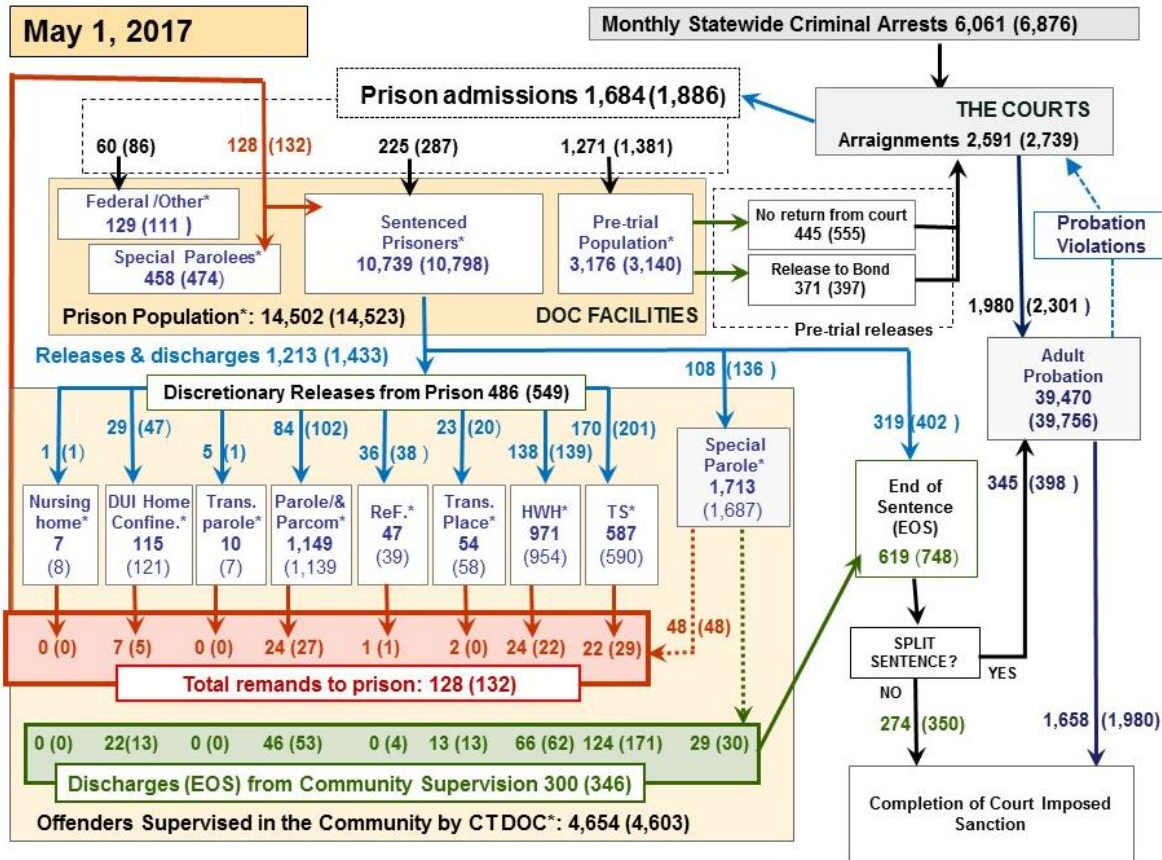 May 1, 2017
Monthly Statewide Criminal Arrests 6,061 (6,876)
Prison admissions 1,684 (1,886)
THE COURTS
Arraignments 2,591 (2,739)
60 (86)
128 (132)
225 (287)
1,271 (1,381)
Federal /Other*
129 (111 )
Special Parolees*
458 (474)
Sentenced
Prisoners*
10,739 (10,798)
Pre-trial
Population*
3,176 (3,140)
No return from court
445 (555)
Release to Bond
371 (397)
Pre-trial releases
Probation
Violations
Prison Population*: 14,502 (14,523)
DOC FACILITIES
1,980 (2,301 )
Releases & discharges 1,213 (1,433)
Discretionary Releases from Prison 486 (549)
108 (136 )
319 (402 )
Adult
Probation
39,470
(39,756)
1 (1)
29 (47)
5 (1)
84 (102)
36 (38 )
23 (20)
138 (139)
170 (201)
Nursing
home*
7
(8)
DUI Home
Confine.*
115
(121)
Trans.
parole*
10
(7)
Parole/&
Parcom*
1,149
(1,139
ReF.*
47
(39)
Trans.
Place*
54
(58)
HWH*
971
(954)
TS*
587
(590)
Special
Parole*
1,713
(1,687)
End of
Sentence
(EOS)
619 (748)
345 (398 )
48 (48)
0 (0)
7 (5)
0 (0)
24 (27)
1 (1)
2 (0)
24 (22)
22 (29)
Total remands to prison: 128 (132)
SPLIT
SENTENCE?
YES
NO
274 (350)
1,658 (1,980)
0 (0)
22(13)
0 (0)
46 (53)
0 (4)
13 (13)
66 (62)
124 (171)
29 (30)
Discharges (EOS) from Community Supervision 300 (346)
Offenders Supervised in the Community by CTDOC*: 4,654 (4,603)
Completion of Court Imposed
Sanction